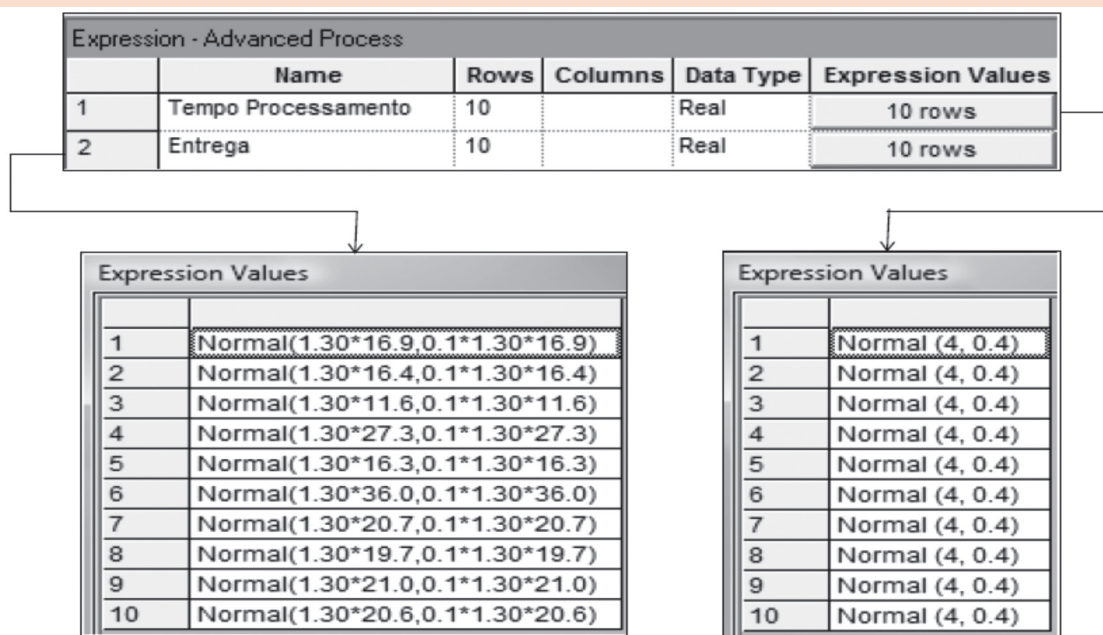 Expression - Advanced Process
Name Rows Columns Data Type Expression Values
1 Tempo Processamento 10 Real 10 rows
2 Entrega 10 Real 10 rows
Expression Values
1 Normal(1.30*16.9,0.1*1.30*16.9)
2 Normal(1.30*16.4,0.1*1.30*16.4)
3 Normal(1.30*11.6,0.1*1.30*11.6)
4 Normal(1.30*27.3,0.1*1.30*27.3)
5 Normal(1.30*16.3,0.1*1.30*16.3)
6 Normal(1.30*36.0,0.1*1.30*36.0)
7 Normal(1.30*20.7,0.1*1.30*20.7)
8 Normal(1.30*19.7,0.1*1.30*19.7)
9 Normal(1.30*21.0,0.1*1.30*21.0)
10 Normal(1.30*20.6,0.1*1.30*20.6)
Expression Values
1 Normal (4, 0.4)
2 Normal (4, 0.4)
3 Normal (4, 0.4)
4 Normal (4, 0.4)
5 Normal (4, 0.4)
6 Normal (4, 0.4)
7 Normal (4, 0.4)
8 Normal (4, 0.4)
9 Normal (4, 0.4)
10 Normal (4, 0.4)